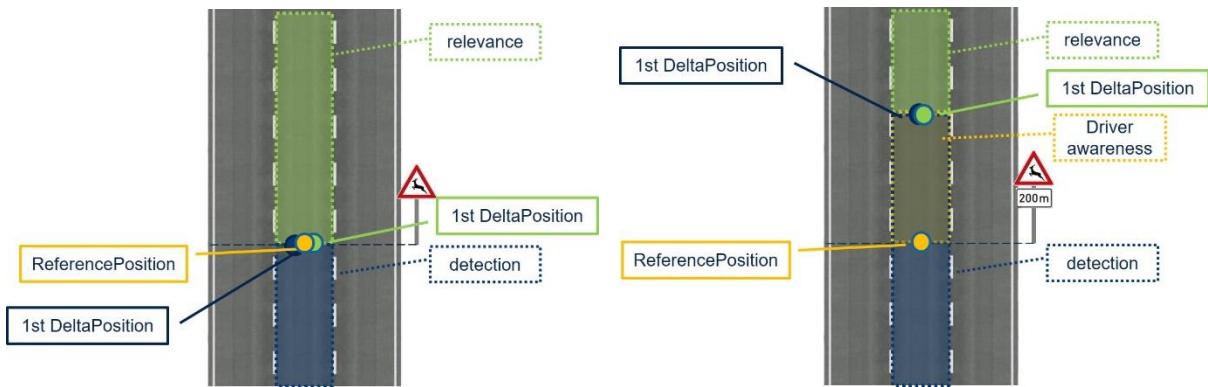 relevance
1st DeltaPosition
ReferencePosition
detection
1st DeltaPosition
relevance
1st DeltaPosition
1st DeltaPosition
Driver
awareness
200m
ReferencePosition
detection